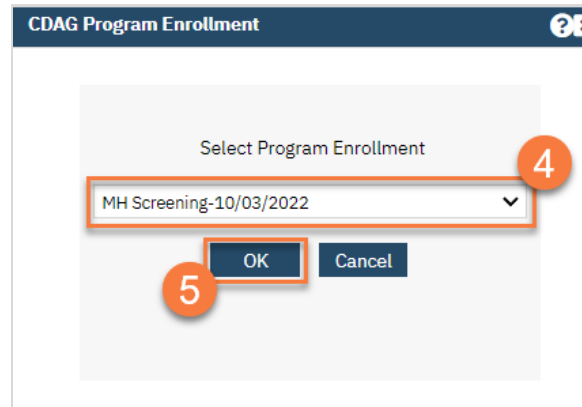 CDAG Program Enrollment ?
Select Program Enrollment
4
MH Screening-10/03/2022
OK Cancel
5